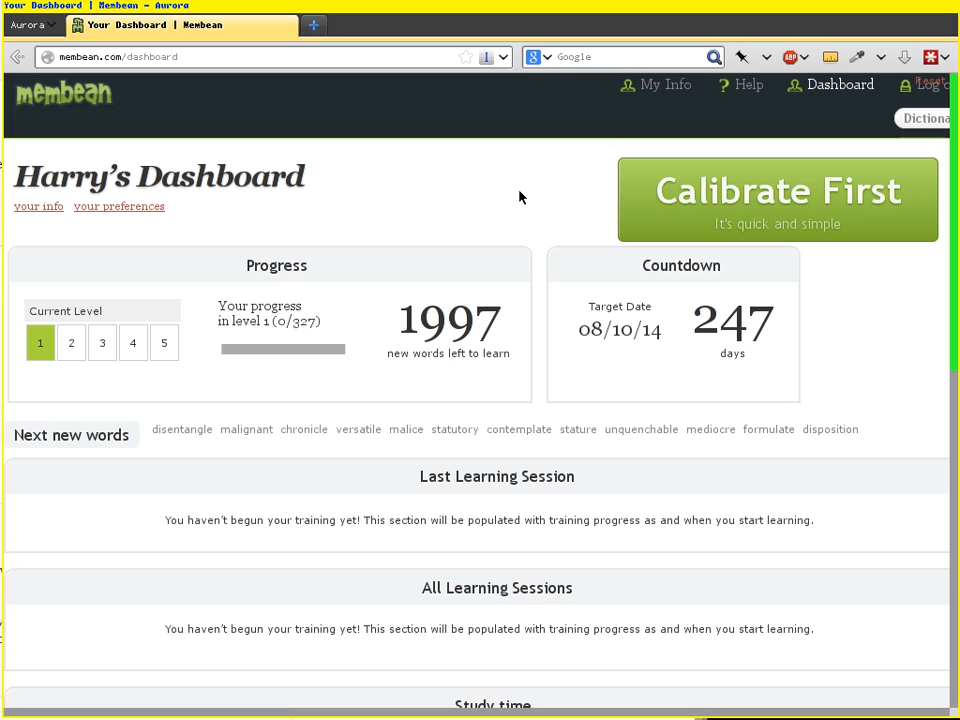 Your Dashboard | Membean - Aurora
Aurora
Your Dashboard | Membean
membean.com/dashboard
Google
ABP
membean
My Info
? Help
Dashboard
Reset
Dictiona
Harry's Dashboard
your info your preferences
Calibrate First
It's quick and simple
Progress
Current Level
1 2 3 4 5
Your progress
in level 1 (0/327)
1997
new words left to learn
Countdown
Target Date
08/10/14
247
days
Next new words
disentangle malignant chronicle versatile malice statutory contemplate stature unquenchable mediocre formulate disposition
Last Learning Session
You haven't begun your training yet! This section will be populated with training progress as and when you start learning.
All Learning Sessions
You haven't begun your training yet! This section will be populated with training progress as and when you start learning.
Study time